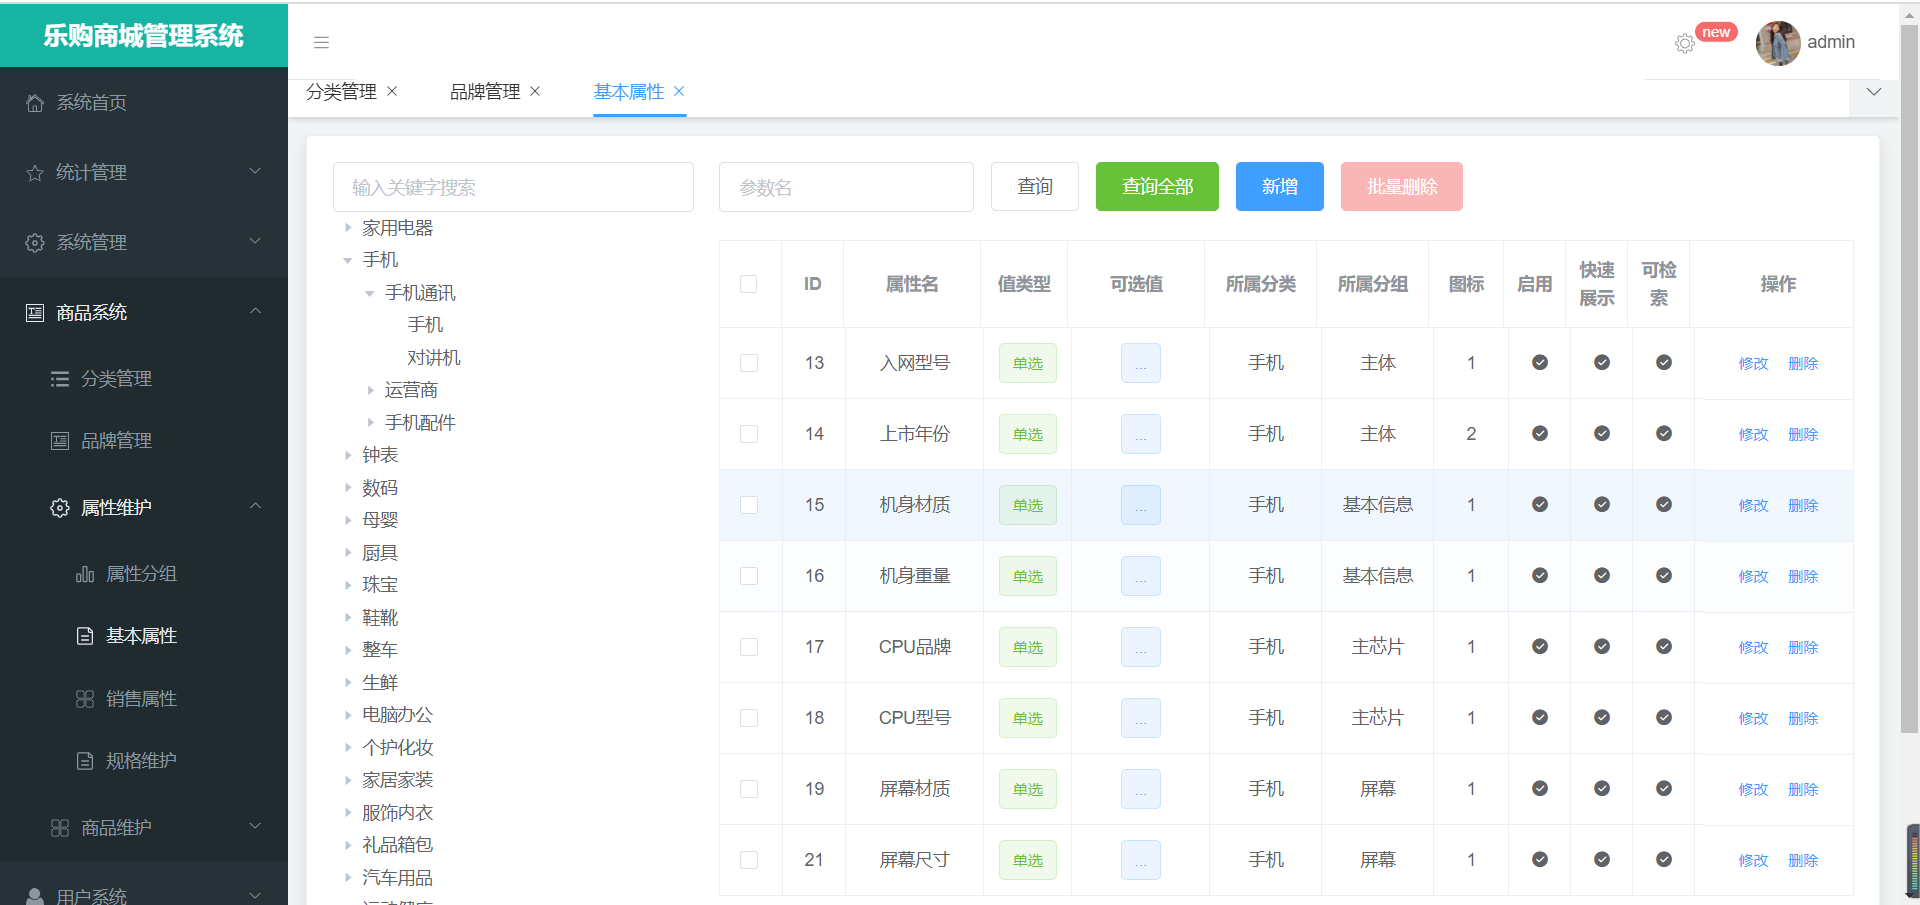 乐购商城管理系统
new
admin
分类管理
品牌管理
基本属性
系统首页
统计管理
系统管理
商品系统
分类管理
品牌管理
属性维护
属性分组
基本属性
销售属性
规格维护
商品维护
用户系统
输入关键字搜索
家用电器
手机
手机通讯
手机
对讲机
运营商
手机配件
钟表
数码
母婴
厨具
珠宝
鞋靴
整车
生鲜
电脑办公
个护化妆
家居家装
服饰内衣
礼品箱包
汽车用品
参数名 查询 查询全部 新增 批量删除
ID 属性名 值类型 可选值 所属分类 所属分组 图标 启用 快速展示 可检索 操作
13 入网型号 单选 ... 手机 主体 1 修改 删除
14 上市年份 单选 ... 手机 主体 2 修改 删除
15 机身材质 单选 ... 手机 基本信息 1 修改 删除
16 机身重量 单选 ... 手机 基本信息 1 修改 删除
17 CPU品牌 单选 ... 手机 主芯片 1 修改 删除
18 CPU型号 单选 ... 手机 主芯片 1 修改 删除
19 屏幕材质 单选 ... 手机 屏幕 1 修改 删除
21 屏幕尺寸 单选 ... 手机 屏幕 1 修改 删除